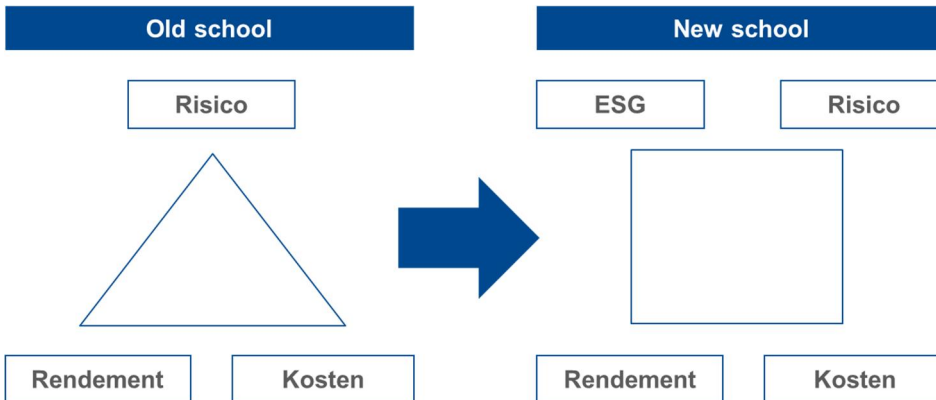 Old school
New school
Risico
ESG
Risico
Rendement
Kosten
Rendement
Kosten